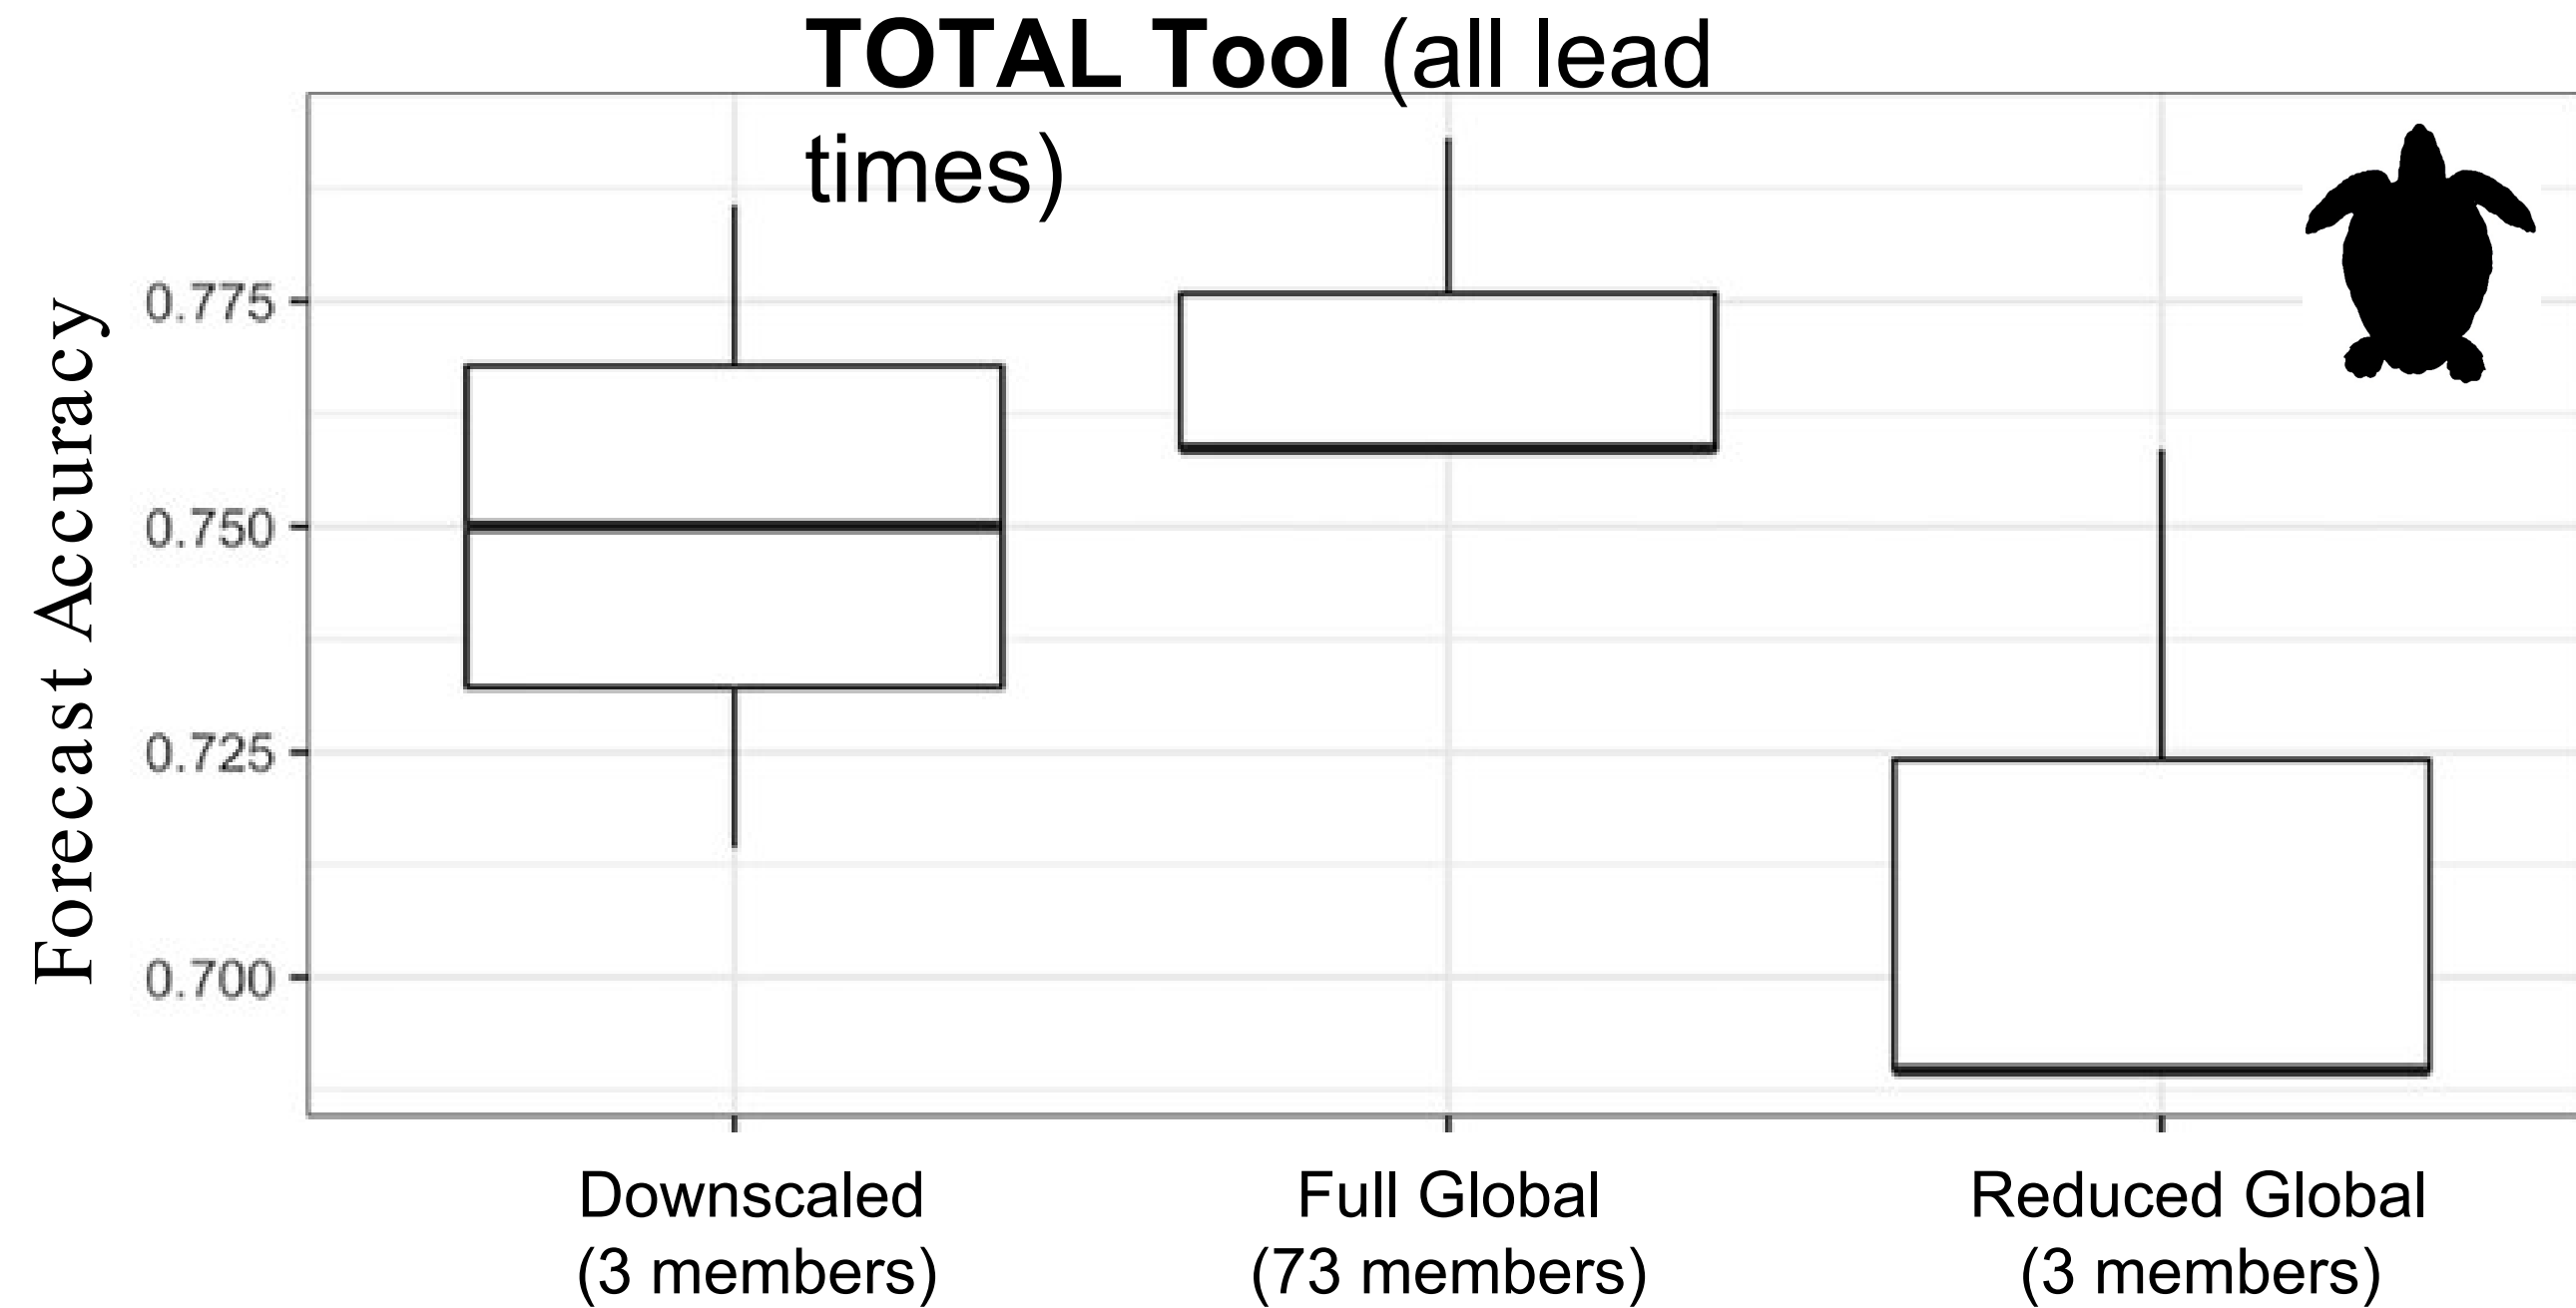 TOTAL Tool (all lead
times)
Forecast Accuracy
0.775
0.750
0.725
0.700
Downscaled
(3 members)
Full Global
(73 members)
Reduced Global
(3 members)